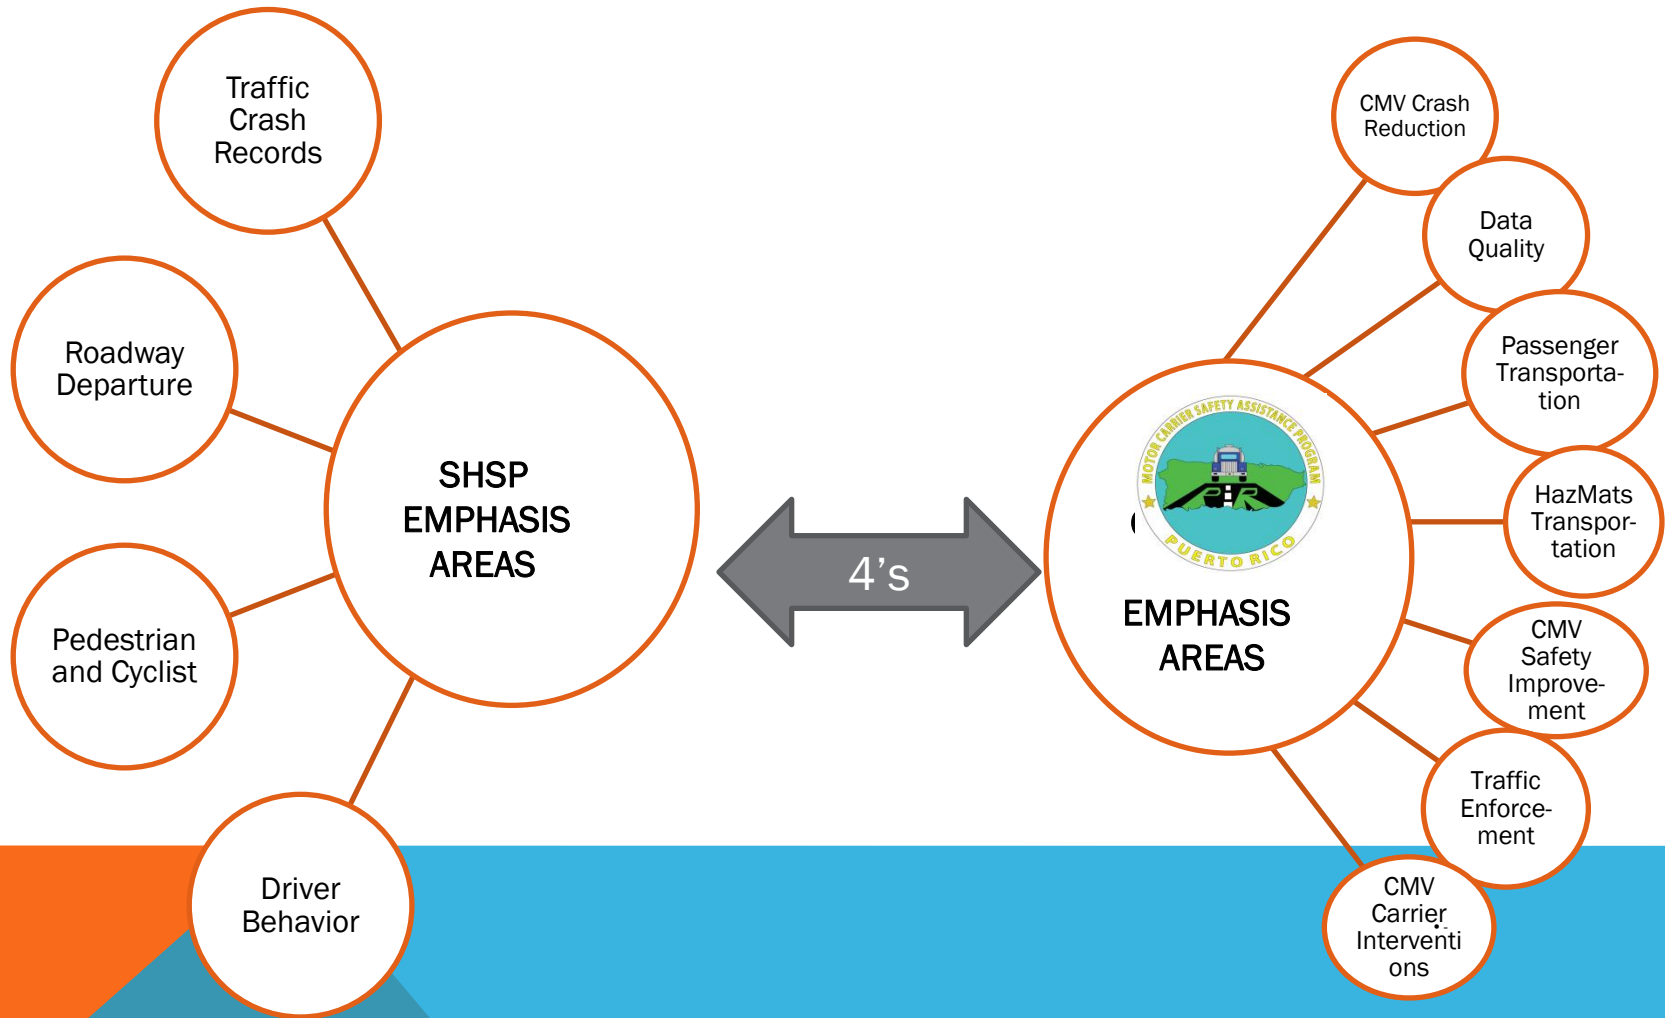 Traffic
Crash
Records
Roadway
Departure
Pedestrian
and Cyclist
Driver
Behavior
SHSP
EMPHASIS
AREAS
4's
MOTOR CARRIER SAFETY ASSISTANCE PROGRAM
PR
PUERTO RICO
EMPHASIS
AREAS
CMV Crash
Reduction
Data
Quality
Passenger
Transporta-
tion
HazMats
Transpor-
tation
CMV
Safety
Improve-
ment
Traffic
Enforce-
ment
CMV
Carrier
Interventi
ons